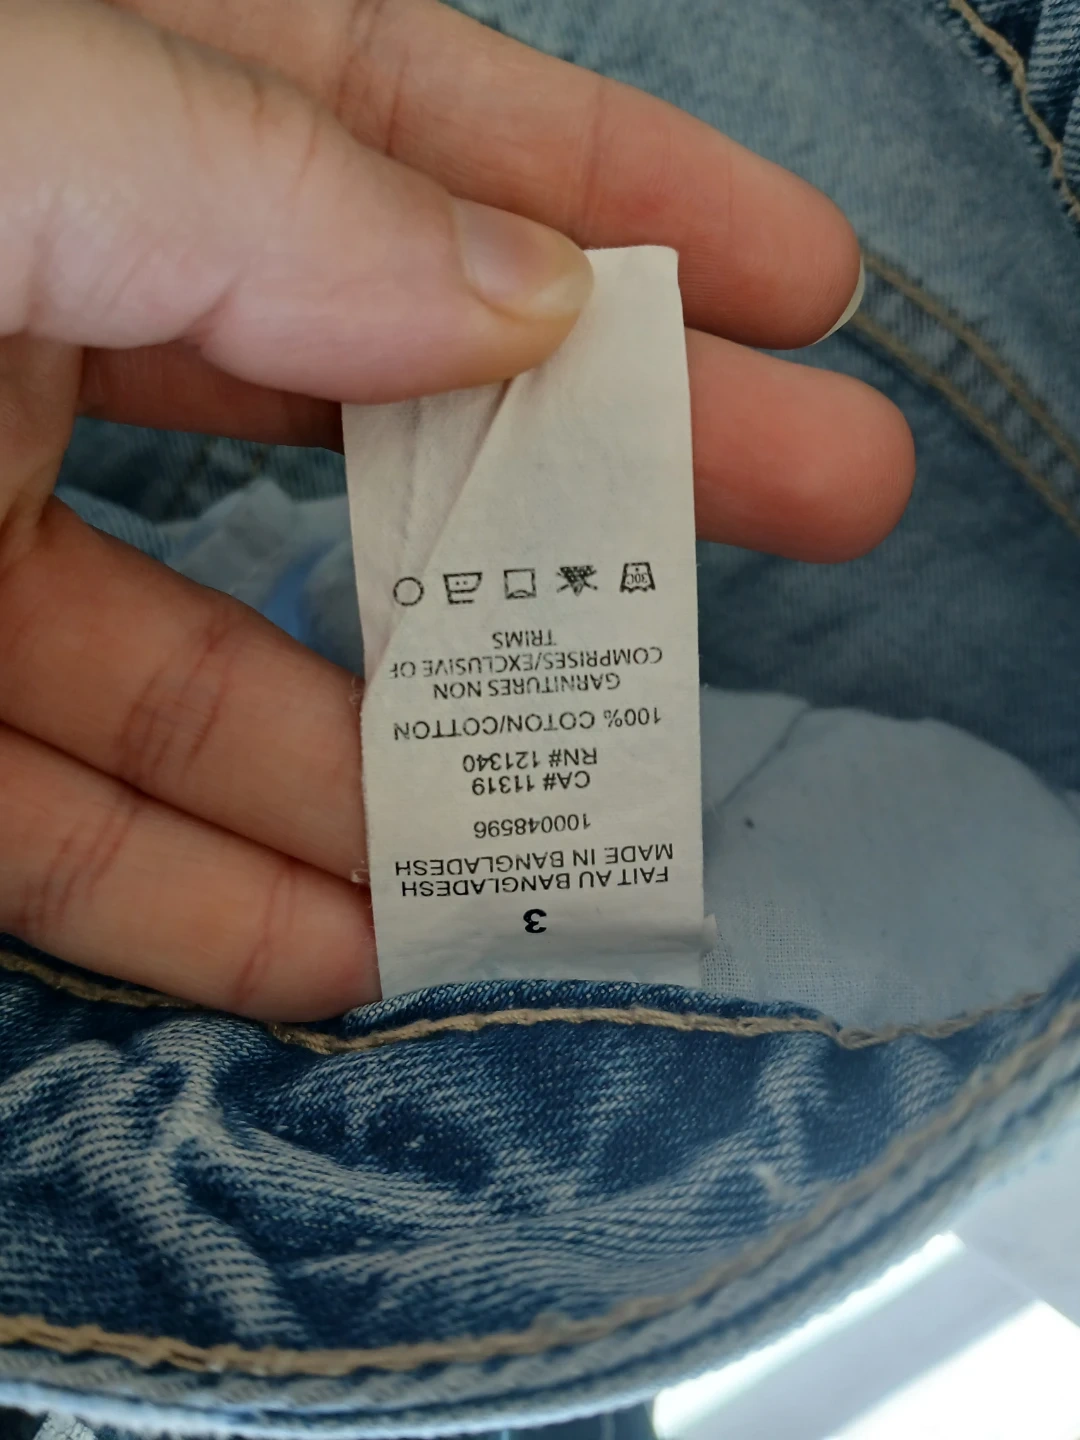 3
FAIT AU BANGLADESH
MADE IN BANGLADESH
100048596
CA# 11319
RN# 121340
100% COTON/COTTON
GARNITURES NON
COMPRISES/EXCLUSIVE OF
TRIMS
30C